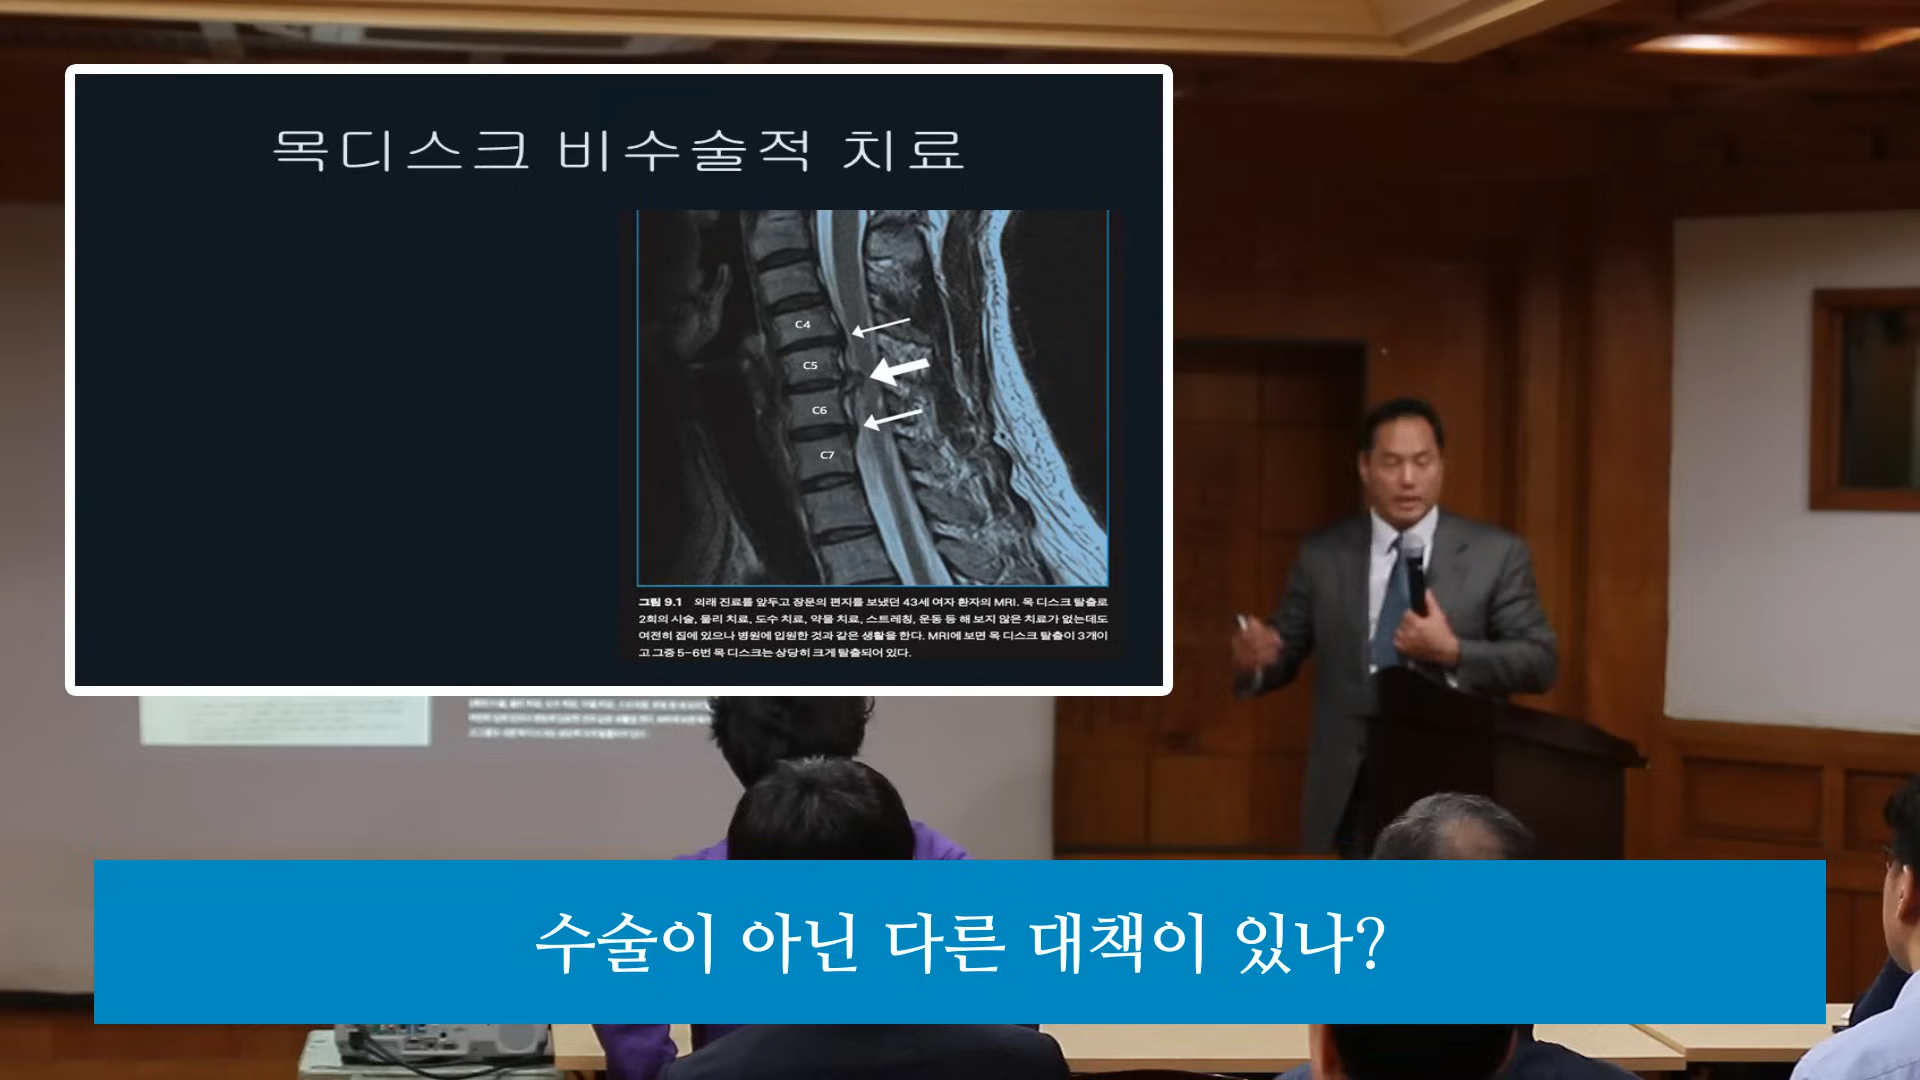 목디스크 비수술적 치료
C4
C5
C6
C7
그림 9.1 외래 진료를 앞두고 장문의 편지를 보냈던 43세 여자 환자의 MRI. 목 디스크 탈출로
2회의 시술, 물리 치료, 도수 치료, 약물 치료, 스트레칭, 운동 등 해 보지 않은 치료가 없는데도
여전히 집에 있으나 병원에 입원한 것과 같은 생활을 한다. MRI에 보면 목 디스크 탈출이 3개이
고 그중 5-6번 목 디스크는 상당히 크게 탈출되어 있다.
수술이 아닌 다른 대책이 있나?